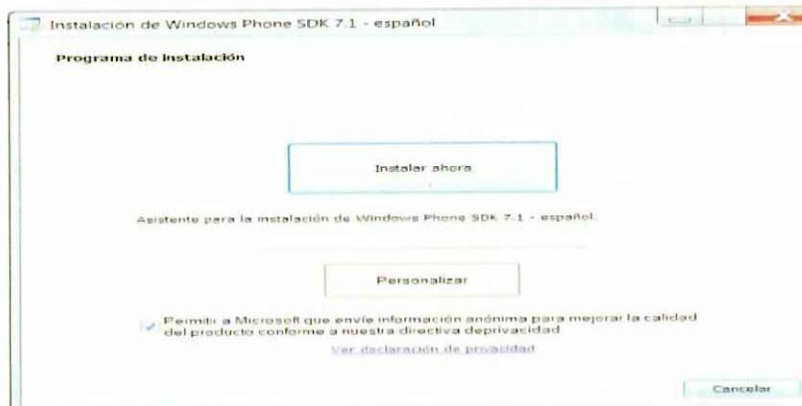 Instalación de Windows Phone SDK 7.1 - español
Programa de instalación
Instalar ahora
Asistente para la instalación de Windows Phone SDK 7.1 - español.
Personalizar
Permitir a Microsoft que envíe información anónima para mejorar la calidad
del producto conforme a nuestra directiva deprivacidad
Ver declaración de privacidad
Cancelar